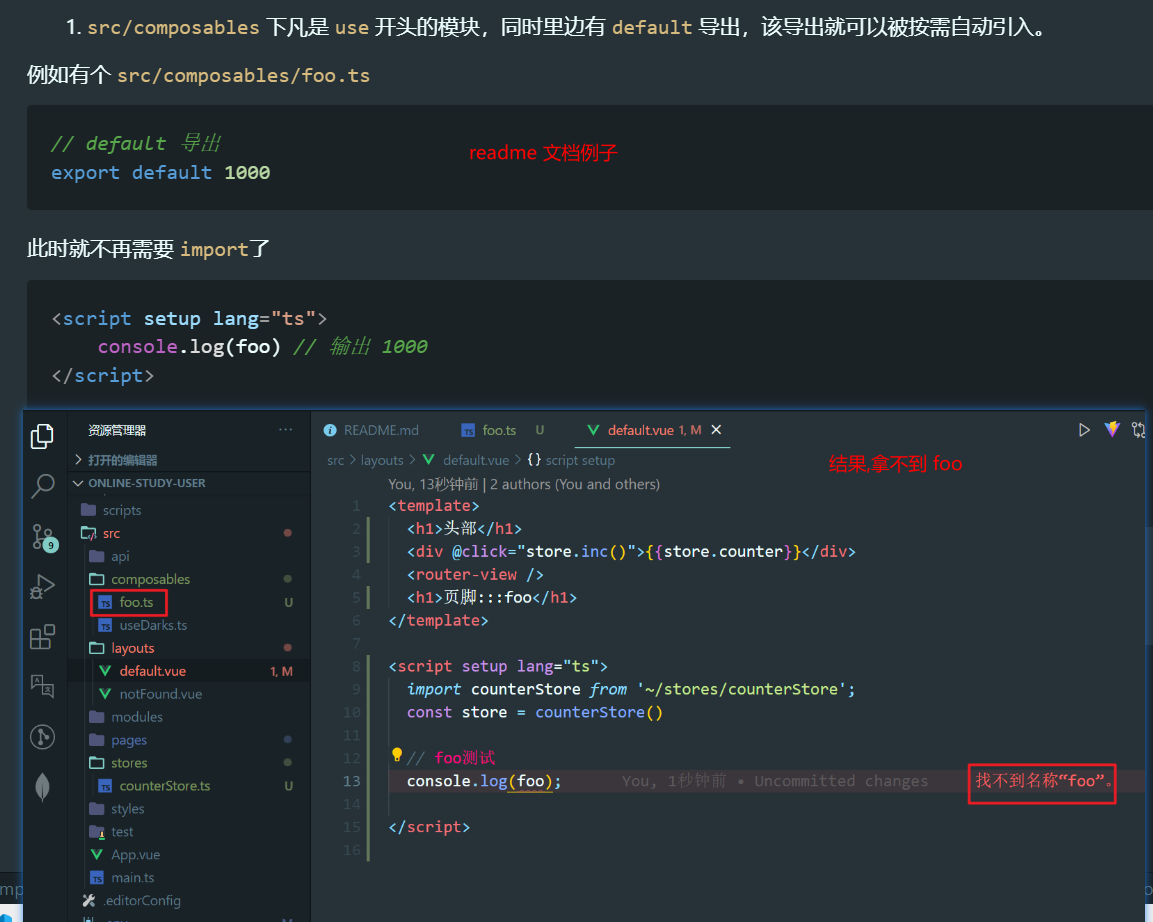 1. src/composables 下凡是 use 开头的模块，同时里边有 default 导出，该导出就可以被按需自动引入。
例如有个 src/composables/foo.ts
// default 导出
export default 1000
readme 文档例子
此时就不再需要 import了
<script setup lang="ts">
console.log(foo) // 输出 1000
</script>
资源管理器 ···
打开的编辑器
ONLINE-STUDY-USER
scripts
src
api
composables
foo.ts U
useDarks.ts
layouts
default.vue 1, M
notFound.vue
modules
pages
stores
counterStore.ts U
styles
test
App.vue
main.ts
.editorConfig
9
README.md foo.ts U default.vue 1, M
src > layouts > default.vue > {} script setup
结果,拿不到 foo
You, 13秒钟前 | 2 authors (You and others)
1 <template>
2 <h1>头部</h1>
3 <div @click="store.inc()">{{store.counter}}</div>
4 <router-view />
5 <h1>页脚:::foo</h1>
6 </template>
7
8 <script setup lang="ts">
9 import counterStore from '~/stores/counterStore';
10 const store = counterStore()
11
12 // foo测试
13 console.log(foo); You, 1秒钟前 • Uncommitted changes 找不到名称“foo”。
14
15 </script>
16